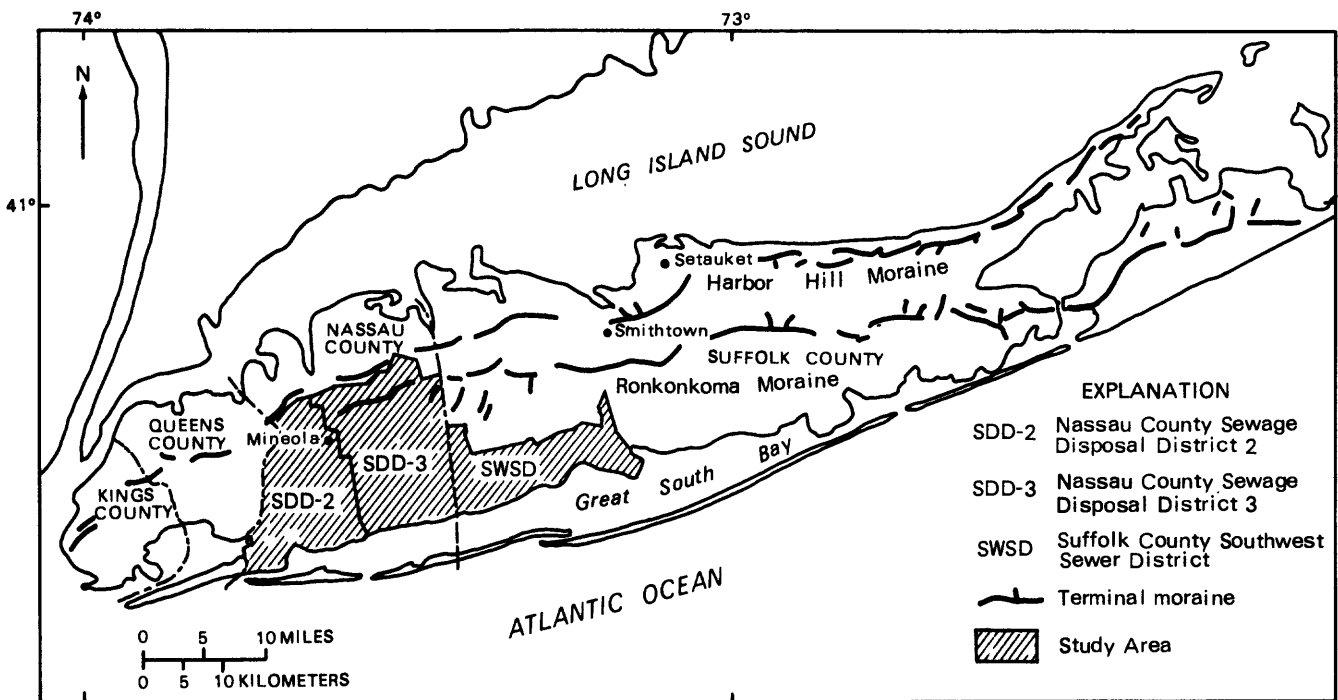 74°
73°
N
41°
LONG ISLAND SOUND
Setauket
Harbor Hill Moraine
NASSAU
COUNTY
Smithtown
SUFFOLK COUNTY
Ronkonkoma Moraine
QUEENS
COUNTY
Mineola
SDD-3
SWSD
KINGS
COUNTY
SDD-2
Great South Bay
ATLANTIC OCEAN
EXPLANATION
SDD-2 Nassau County Sewage
Disposal District 2
SDD-3 Nassau County Sewage
Disposal District 3
SWSD Suffolk County Southwest
Sewer District
Terminal moraine
Study Area
0 5 10 MILES
0 5 10 KILOMETERS